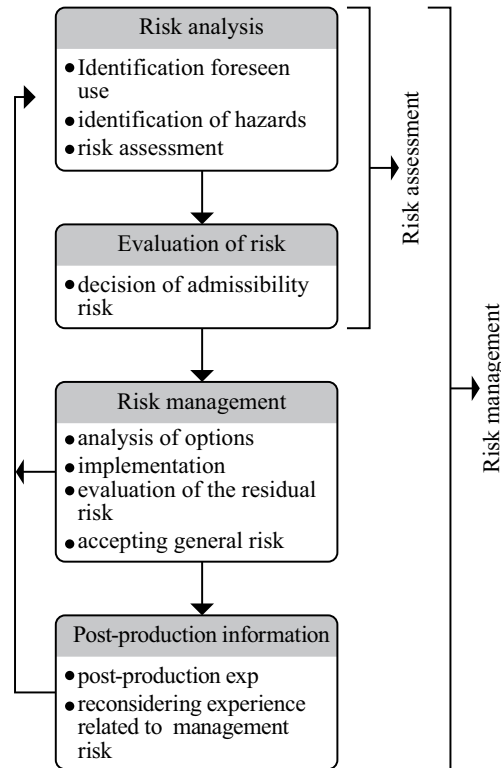 Risk analysis
• Identification foreseen
use
• identification of hazards
• risk assessment
Evaluation of risk
• decision of admissibility
risk
Risk management
• analysis of options
• implementation
• evaluation of the residual
risk
• accepting general risk
Post-production information
• post-production exp
• reconsidering experience
related to management
risk
Risk assessment
Risk management